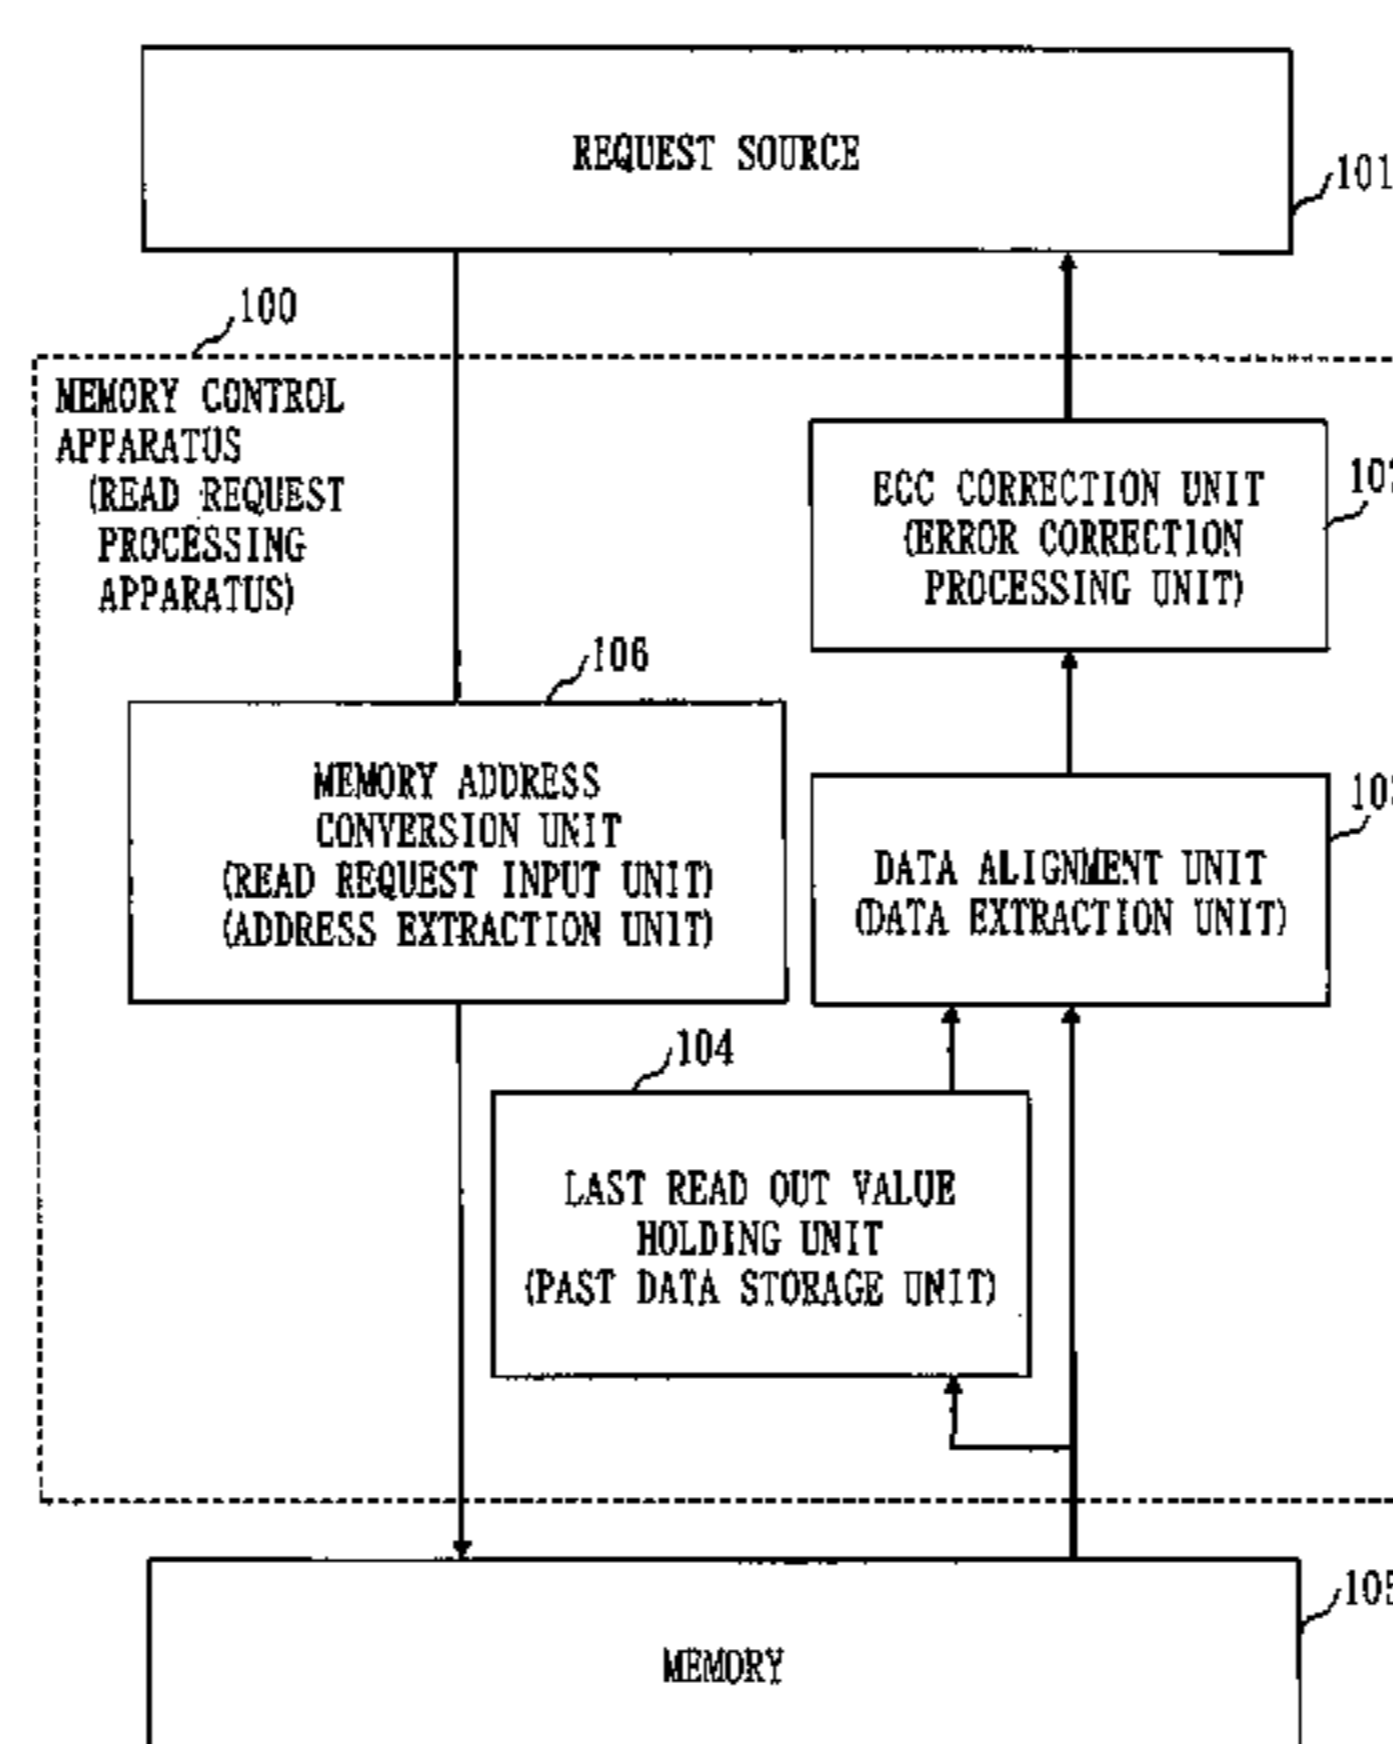 REQUEST SOURCE
101
100
MEMORY CONTROL
APPARATUS
(READ REQUEST
PROCESSING
APPARATUS)
ECC CORRECTION UNIT
(ERROR CORRECTION
PROCESSING UNIT)
106
MEMORY ADDRESS
CONVERSION UNIT
(READ REQUEST INPUT UNIT)
(ADDRESS EXTRACTION UNIT)
DATA ALIGNMENT UNIT
(DATA EXTRACTION UNIT)
104
LAST READ OUT VALUE
HOLDING UNIT
(PAST DATA STORAGE UNIT)
105
MEMORY